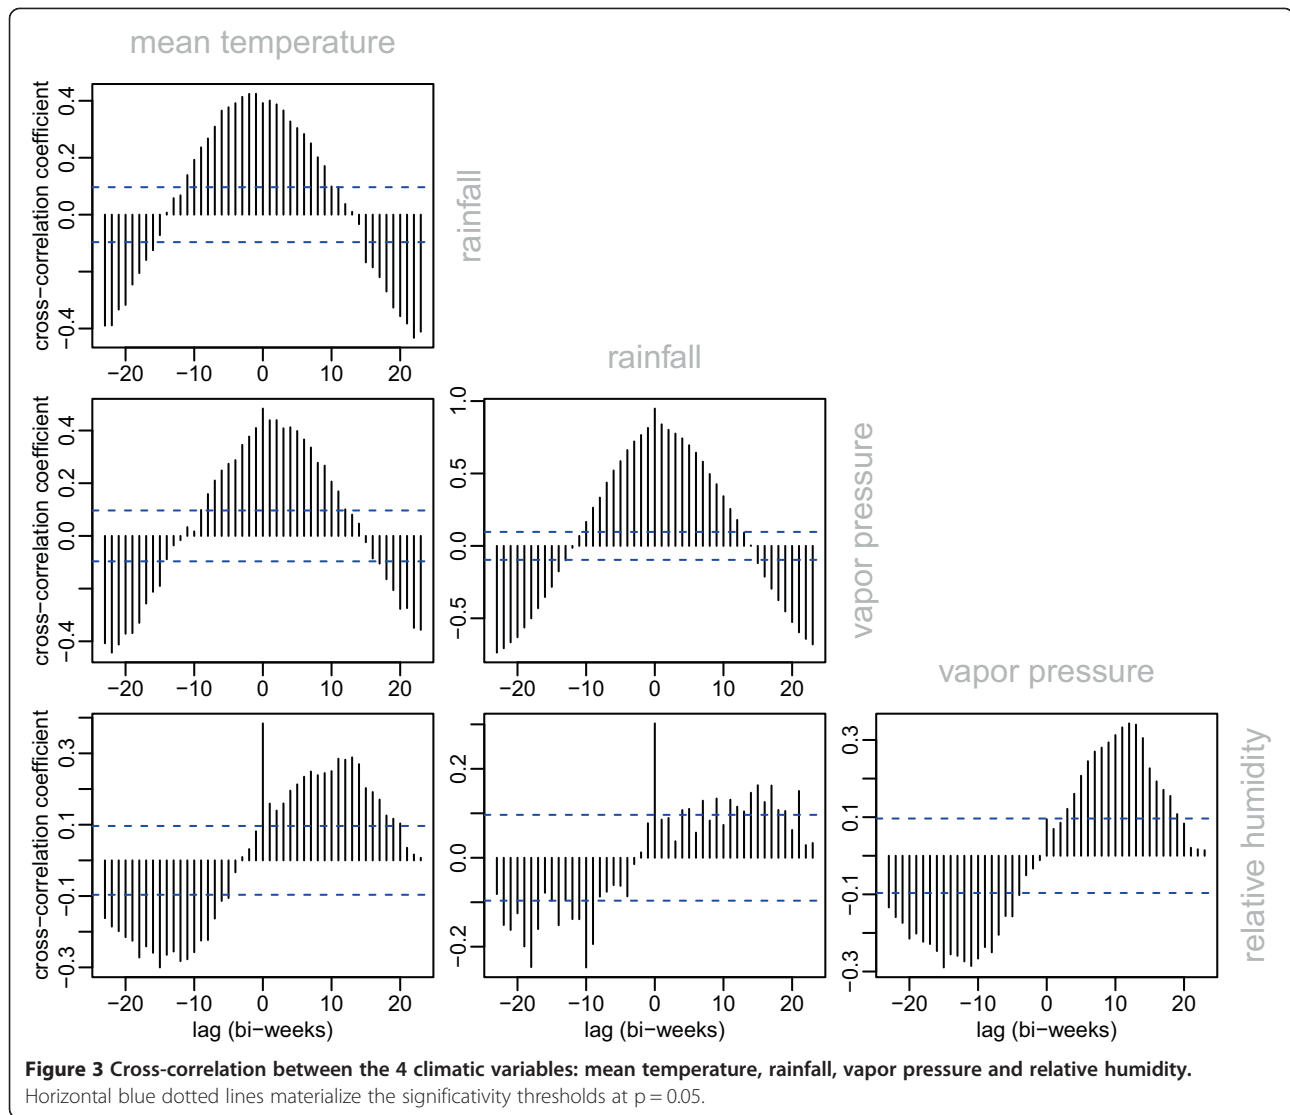 mean temperature
cross−correlation coefficient
0.4
0.2
0.0
−0.4
−20 −10 0 10 20
rainfall
rainfall
cross−correlation coefficient
0.4
0.2
0.0
−0.4
−20 −10 0 10 20
1.0
0.5
0.0
−0.5
−20 −10 0 10 20
vapor pressure
vapor pressure
cross−correlation coefficient
0.3
0.1
−0.1
−0.3
−20 −10 0 10 20
lag (bi−weeks)
0.2
0.0
−0.2
−20 −10 0 10 20
lag (bi−weeks)
0.3
0.1
−0.1
−0.3
−20 −10 0 10 20
lag (bi−weeks)
relative humidity
Figure 3 Cross-correlation between the 4 climatic variables: mean temperature, rainfall, vapor pressure and relative humidity.
Horizontal blue dotted lines materialize the significativity thresholds at p = 0.05.